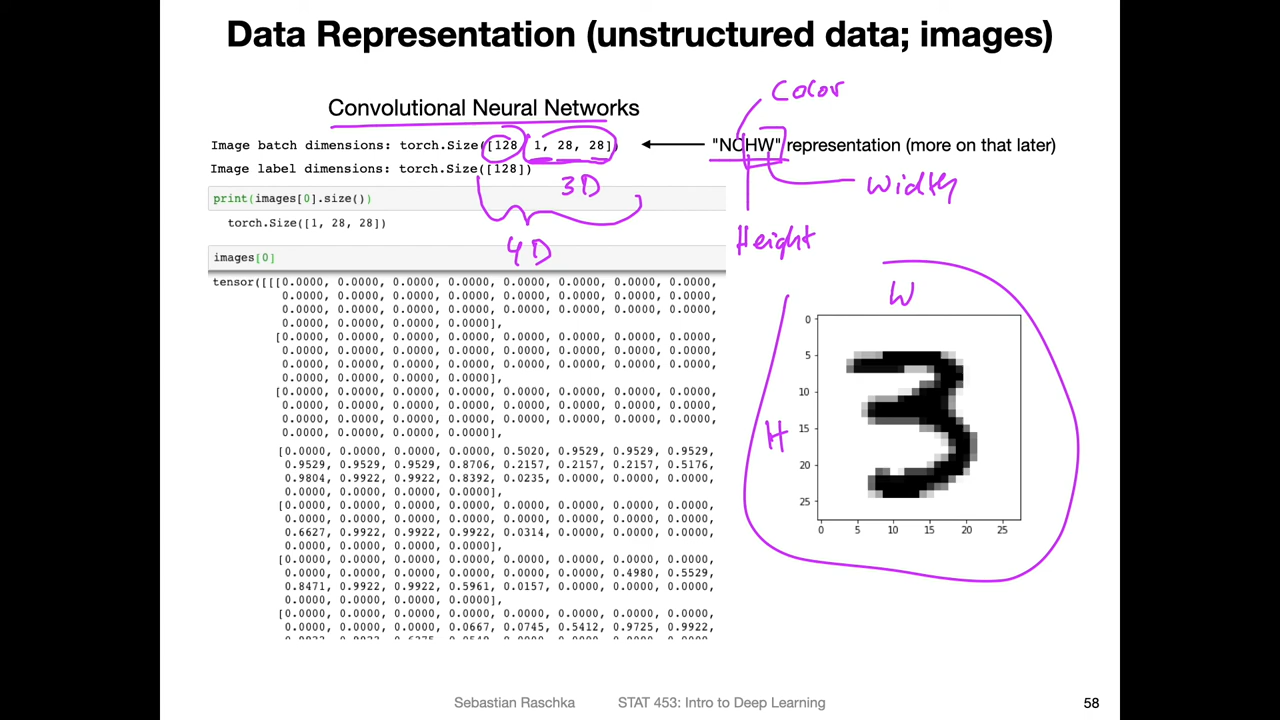 Data Representation (unstructured data; images)
Color
Convolutional Neural Networks
Image batch dimensions: torch.Size([128, 1, 28, 28])
"NCHW" representation (more on that later)
Image label dimensions: torch.Size([128])
3D
Width
print(images[0].size())
torch.Size([1, 28, 28])
4D
Height
images[0]
tensor([[[0.0000, 0.0000, 0.0000, 0.0000, 0.0000, 0.0000, 0.0000, 0.0000,
0.0000, 0.0000, 0.0000, 0.0000, 0.0000, 0.0000, 0.0000, 0.0000,
0.0000, 0.0000, 0.0000, 0.0000, 0.0000, 0.0000, 0.0000, 0.0000,
0.0000, 0.0000, 0.0000, 0.0000],
[0.0000, 0.0000, 0.0000, 0.0000, 0.0000, 0.0000, 0.0000, 0.0000,
0.0000, 0.0000, 0.0000, 0.0000, 0.0000, 0.0000, 0.0000, 0.0000,
0.0000, 0.0000, 0.0000, 0.0000, 0.0000, 0.0000, 0.0000, 0.0000,
0.0000, 0.0000, 0.0000, 0.0000],
[0.0000, 0.0000, 0.0000, 0.0000, 0.0000, 0.0000, 0.0000, 0.0000,
0.0000, 0.0000, 0.0000, 0.0000, 0.0000, 0.0000, 0.0000, 0.0000,
0.0000, 0.0000, 0.0000, 0.0000, 0.0000, 0.0000, 0.0000, 0.0000,
0.0000, 0.0000, 0.0000, 0.0000],
[0.0000, 0.0000, 0.0000, 0.0000, 0.5020, 0.9529, 0.9529, 0.9529,
0.9529, 0.9529, 0.9529, 0.8706, 0.2157, 0.2157, 0.2157, 0.5176,
0.9804, 0.9922, 0.9922, 0.8392, 0.0235, 0.0000, 0.0000, 0.0000,
0.0000, 0.0000, 0.0000, 0.0000],
[0.0000, 0.0000, 0.0000, 0.0000, 0.0000, 0.0000, 0.0000, 0.0000,
0.0000, 0.0000, 0.0000, 0.0000, 0.0000, 0.0000, 0.0000, 0.0000,
0.6627, 0.9922, 0.9922, 0.9922, 0.0314, 0.0000, 0.0000, 0.0000,
0.0000, 0.0000, 0.0000, 0.0000],
[0.0000, 0.0000, 0.0000, 0.0000, 0.0000, 0.0000, 0.0000, 0.0000,
0.0000, 0.0000, 0.0000, 0.0000, 0.0000, 0.0000, 0.4980, 0.5529,
0.8471, 0.9922, 0.9922, 0.5961, 0.0157, 0.0000, 0.0000, 0.0000,
0.0000, 0.0000, 0.0000, 0.0000],
[0.0000, 0.0000, 0.0000, 0.0000, 0.0000, 0.0000, 0.0000, 0.0000,
0.0000, 0.0000, 0.0000, 0.0667, 0.0745, 0.5412, 0.9725, 0.9922,
W
H
0
5
10
15
20
25
3
0 5 10 15 20 25
Sebastian Raschka STAT 453: Intro to Deep Learning 58